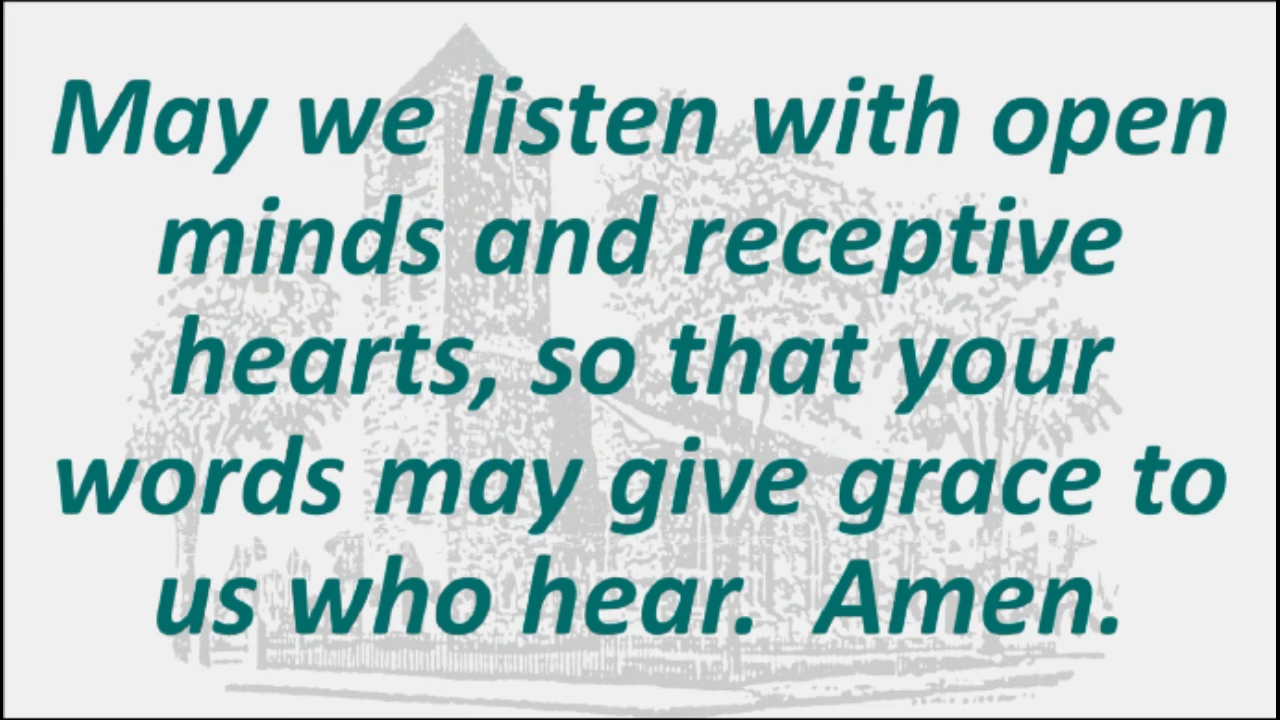 May we listen with open
minds and receptive
hearts, so that your
words may give grace to
us who hear.  Amen.